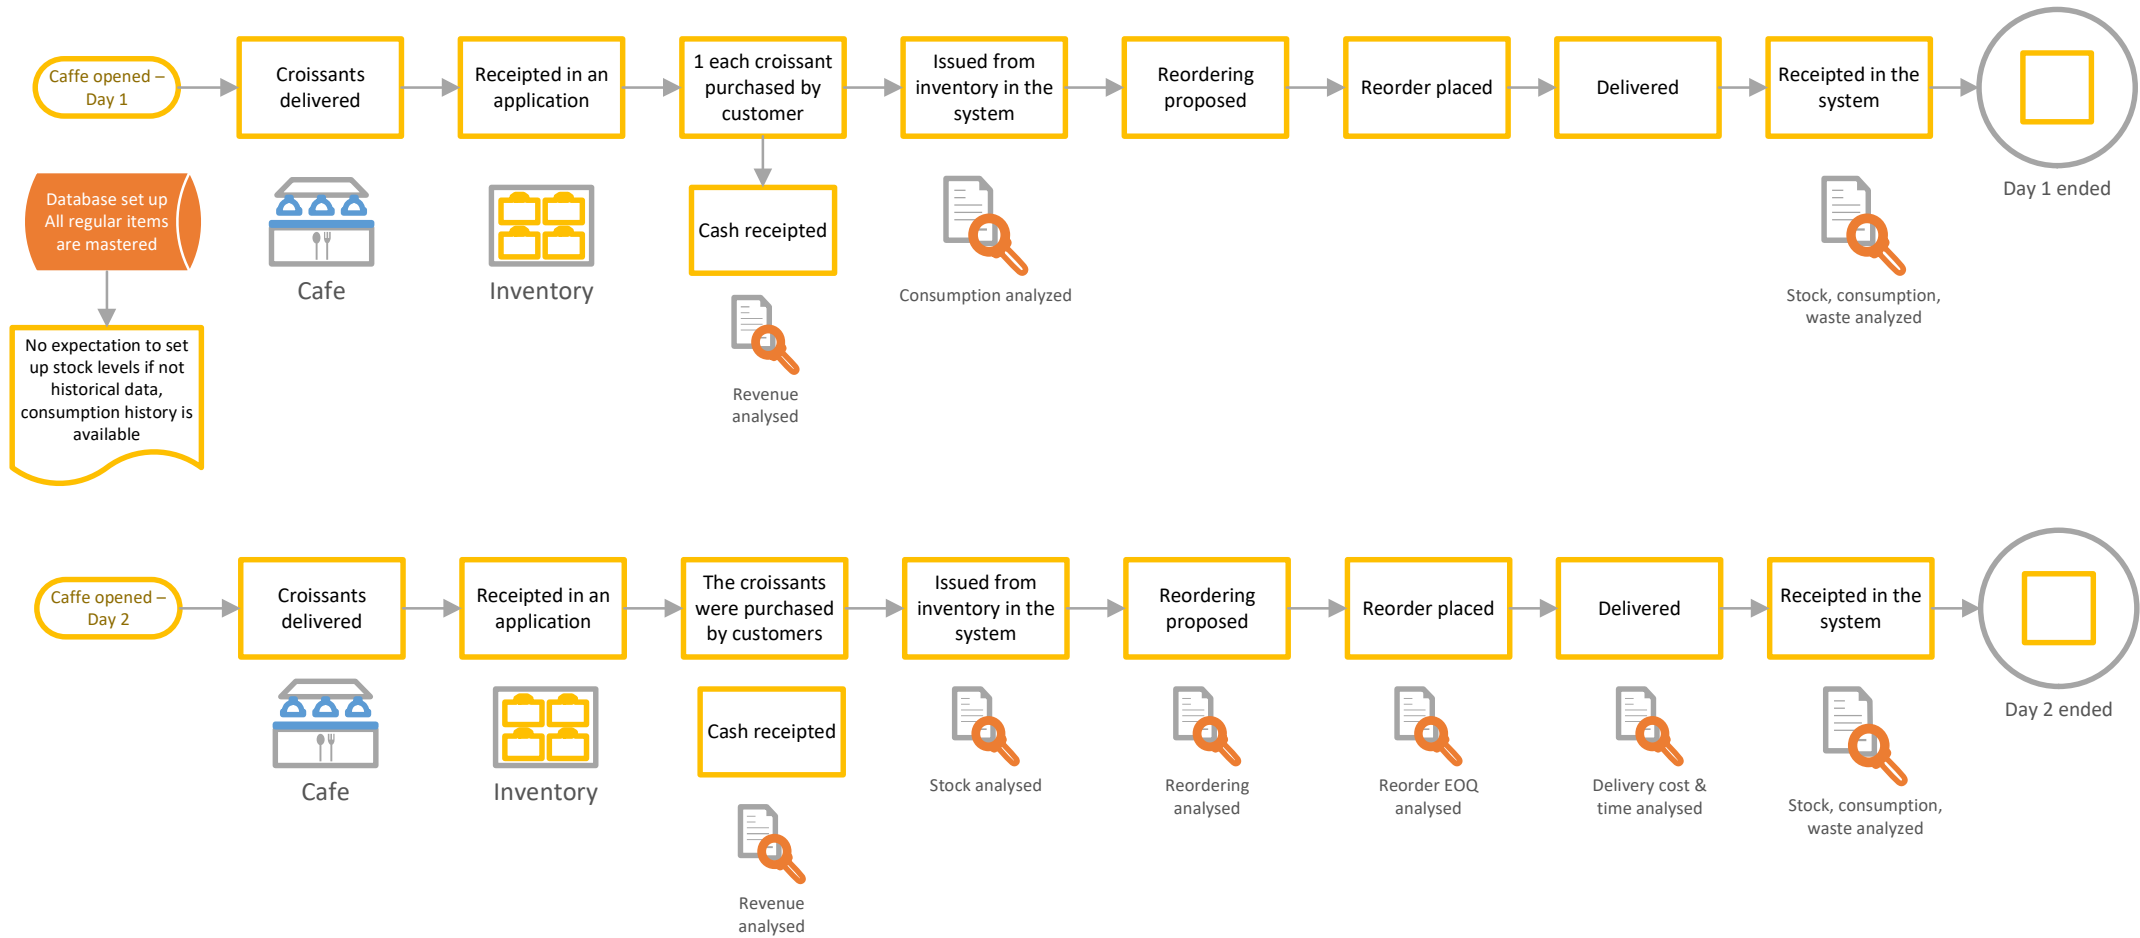 Caffe opened –
Day 1
Croissants
delivered
Receipted in an
application
1 each croissant
purchased by
customer
Issued from
inventory in the
system
Reordering
proposed
Reorder placed
Delivered
Receipted in the
system
Day 1 ended
Database set up
All regular items
are mastered
Cafe
Inventory
Cash receipted
Consumption analyzed
Stock, consumption,
waste analyzed
No expectation to set
up stock levels if not
historical data,
consumption history is
available
Revenue
analysed
Caffe opened –
Day 2
Croissants
delivered
Receipted in an
application
The croissants
were purchased
by customers
Issued from
inventory in the
system
Reordering
proposed
Reorder placed
Delivered
Receipted in the
system
Day 2 ended
Cafe
Inventory
Cash receipted
Stock analysed
Reordering
analysed
Reorder EOQ
analysed
Delivery cost &
time analysed
Stock, consumption,
waste analyzed
Revenue
analysed